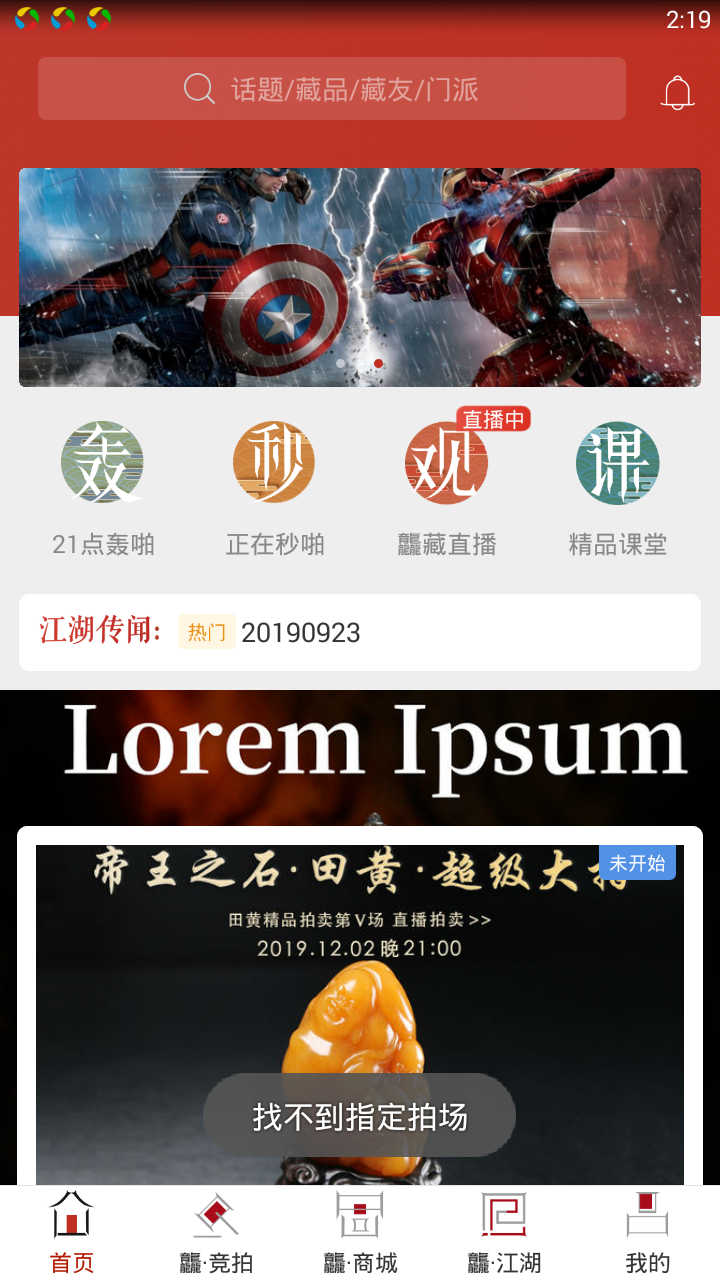 2:19
话题/藏品/藏友/门派
轰
秒
观
课
直播中
21点轰啪
正在秒啪
龘藏直播
精品课堂
江湖传闻:
热门 20190923
Lorem Ipsum
帝王之石·田黄·超级大拍
未开始
田黄精品拍卖第V场 直播拍卖>>
2019.12.02 晚21:00
找不到指定拍场
首页
龘·竞拍
龘·商城
龘·江湖
我的